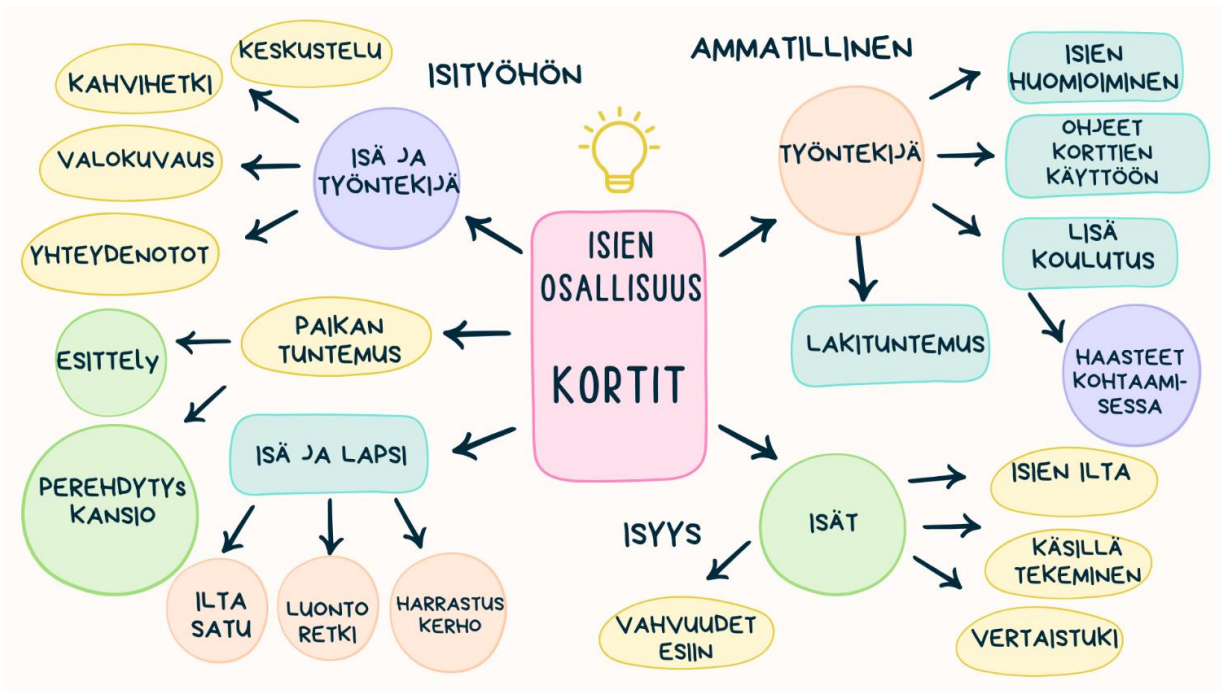 KESKUSTELU
KAHVIHETKI
VALOKUVAUS
YHTEYDENOTOT
ISITYÖHÖN
ISÄ JA
TYÖNTEKIJÄ
AMMATILLINEN
TYÖNTEKIJÄ
ISIEN
HUOMIOIMINEN
OHJEET
KORTTIEN
KÄYTTÖÖN
LISÄ
KOULUTUS
LAKITUNTEMUS
HAASTEET
KOHTAAMI-
SESSA
ISIEN
OSALLISUUS
KORTIT
PAIKAN
TUNTEMUS
ESITTELy
PEREHDYTYs
KANSIO
ISÄ JA LAPSI
ILTA
SATU
LUONTO
RETKI
HARRASTUS
KERHO
ISYYS
ISÄT
ISIEN ILTA
KÄSILLÄ
TEKEMINEN
VERTAISTUKI
VAHVUUDET
ESIIN